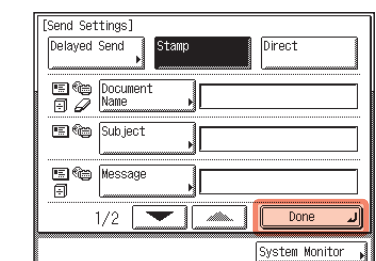 [Send Settings]
Delayed Send Stamp Direct
Document
Name
Subject
Message
1/2 Done
System Monitor